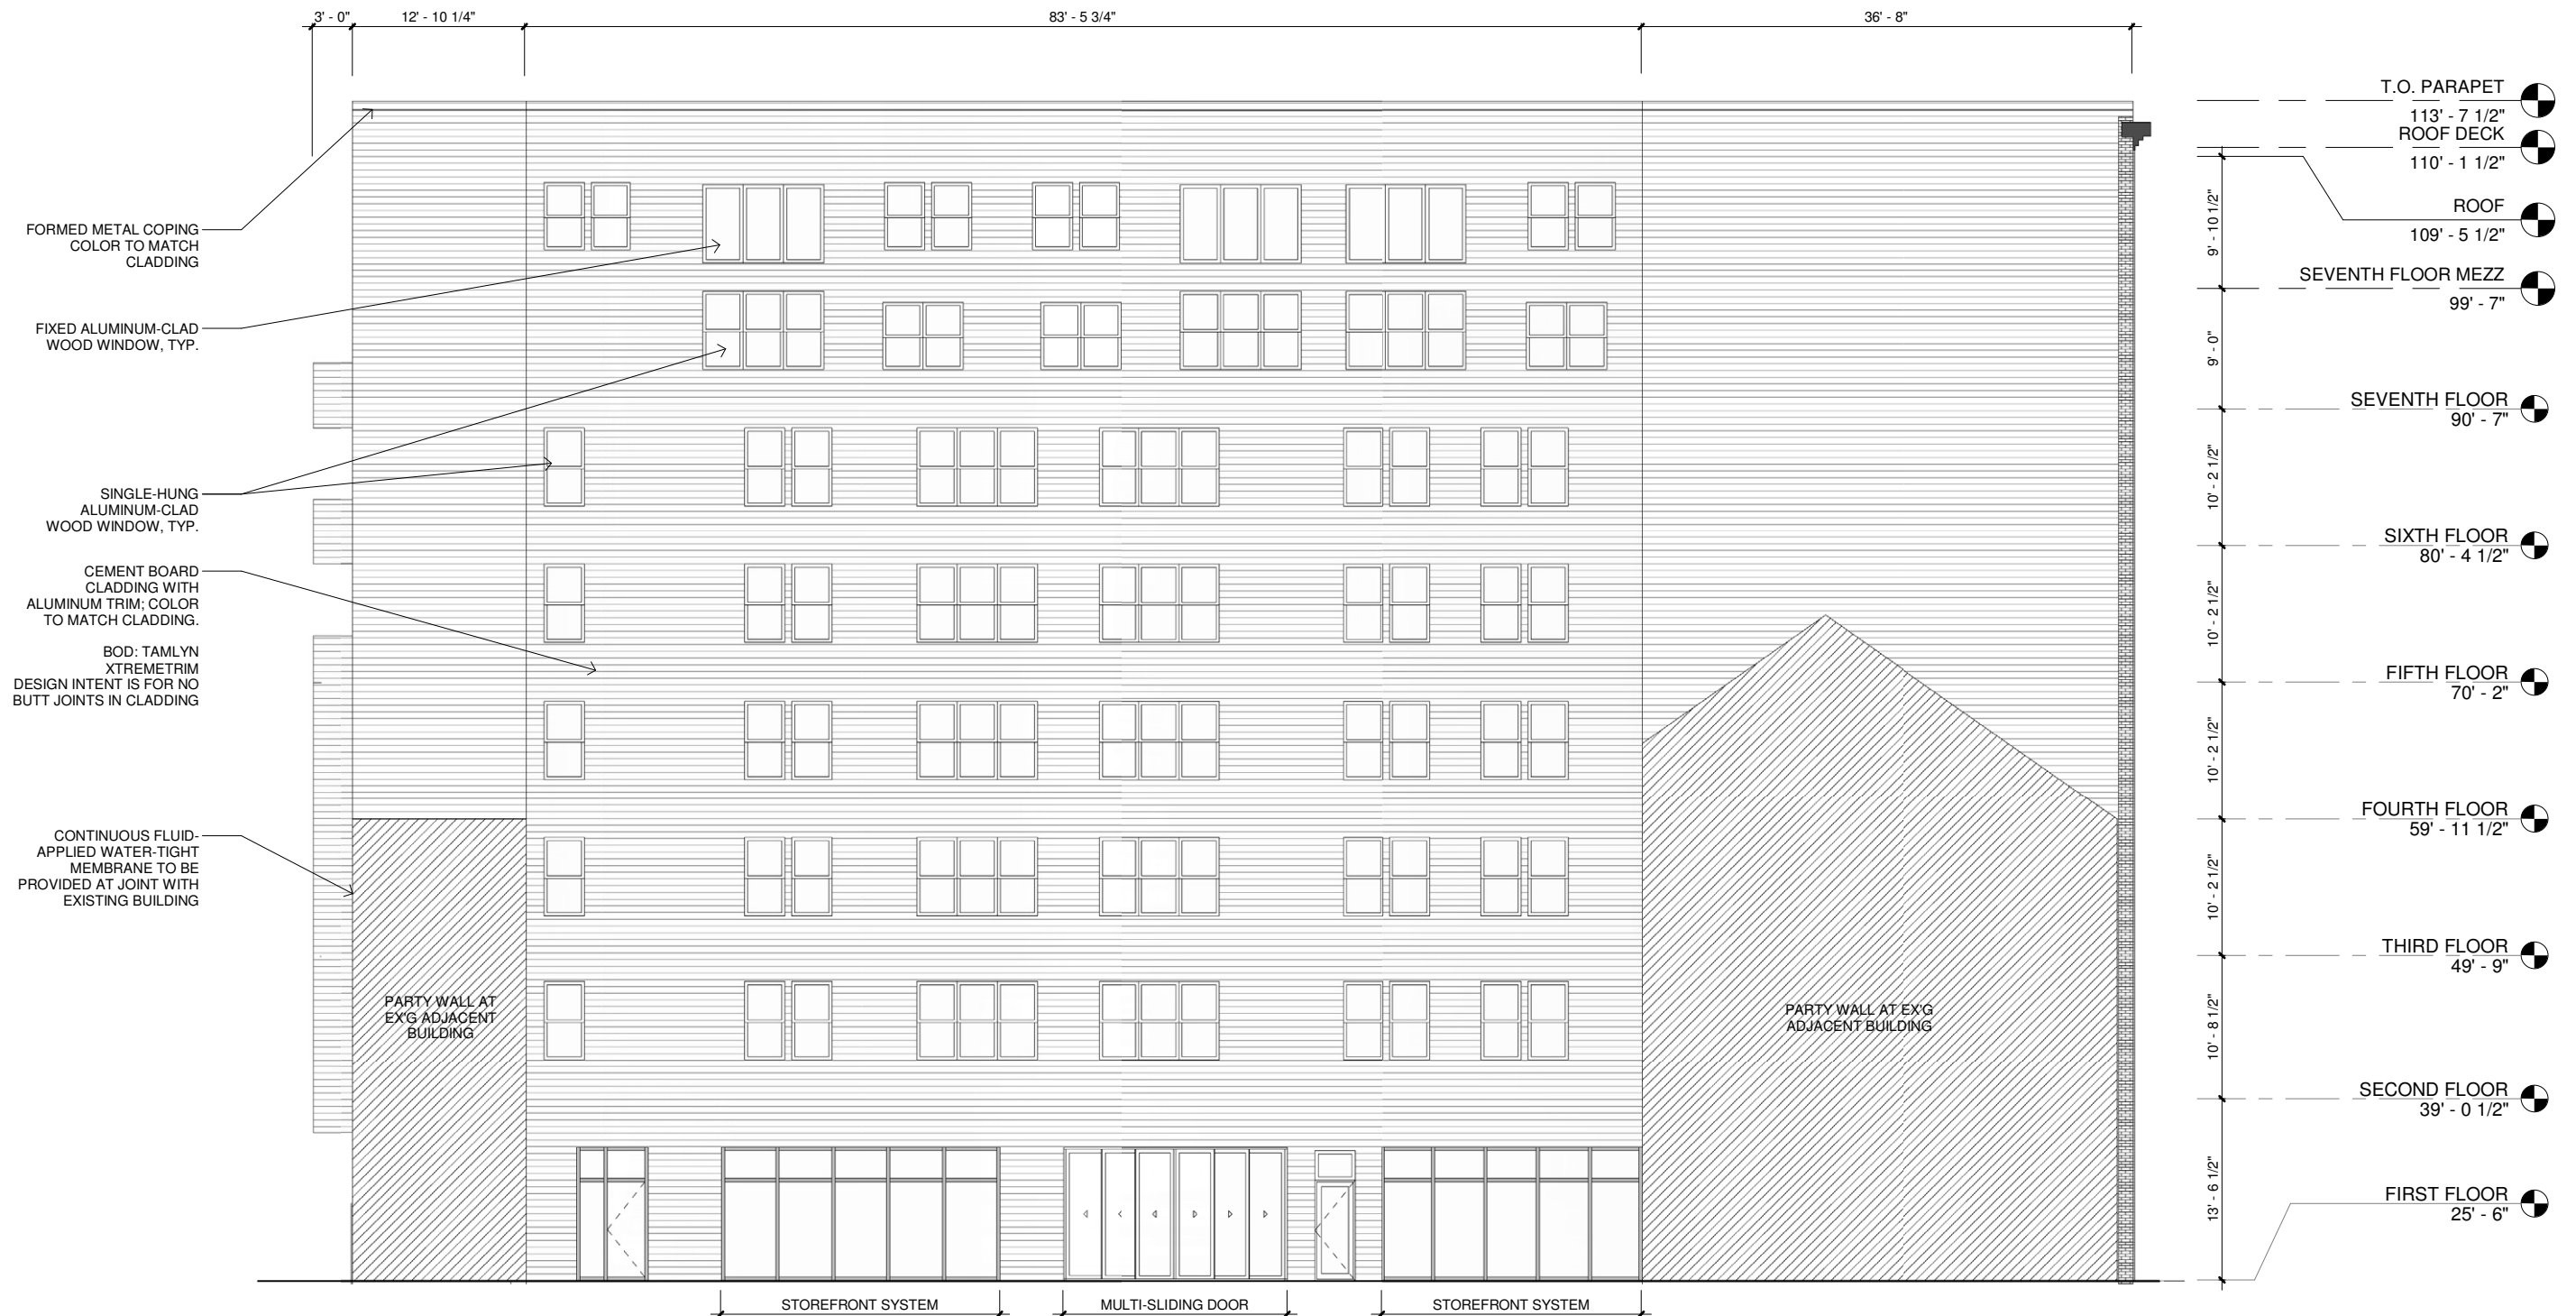 3' - 0"
12' - 10 1/4"
83' - 5 3/4"
36' - 8"
FORMED METAL COPING
COLOR TO MATCH
CLADDING
FIXED ALUMINUM-CLAD
WOOD WINDOW, TYP.
SINGLE-HUNG
ALUMINUM-CLAD
WOOD WINDOW, TYP.
CEMENT BOARD
CLADDING WITH
ALUMINUM TRIM; COLOR
TO MATCH CLADDING.
BOD: TAMLYN
XTREMETRIM
DESIGN INTENT IS FOR NO
BUTT JOINTS IN CLADDING
CONTINUOUS FLUID-
APPLIED WATER-TIGHT
MEMBRANE TO BE
PROVIDED AT JOINT WITH
EXISTING BUILDING
PARTY WALL AT
EX'G ADJACENT
BUILDING
PARTY WALL AT EX'G
ADJACENT BUILDING
STOREFRONT SYSTEM
MULTI-SLIDING DOOR
STOREFRONT SYSTEM
9' - 10 1/2"
9' - 0"
10' - 2 1/2"
10' - 2 1/2"
10' - 2 1/2"
10' - 2 1/2"
10' - 8 1/2"
13' - 6 1/2"
T.O. PARAPET
113' - 7 1/2"
ROOF DECK
110' - 1 1/2"
ROOF
109' - 5 1/2"
SEVENTH FLOOR MEZZ
99' - 7"
SEVENTH FLOOR
90' - 7"
SIXTH FLOOR
80' - 4 1/2"
FIFTH FLOOR
70' - 2"
FOURTH FLOOR
59' - 11 1/2"
THIRD FLOOR
49' - 9"
SECOND FLOOR
39' - 0 1/2"
FIRST FLOOR
25' - 6"